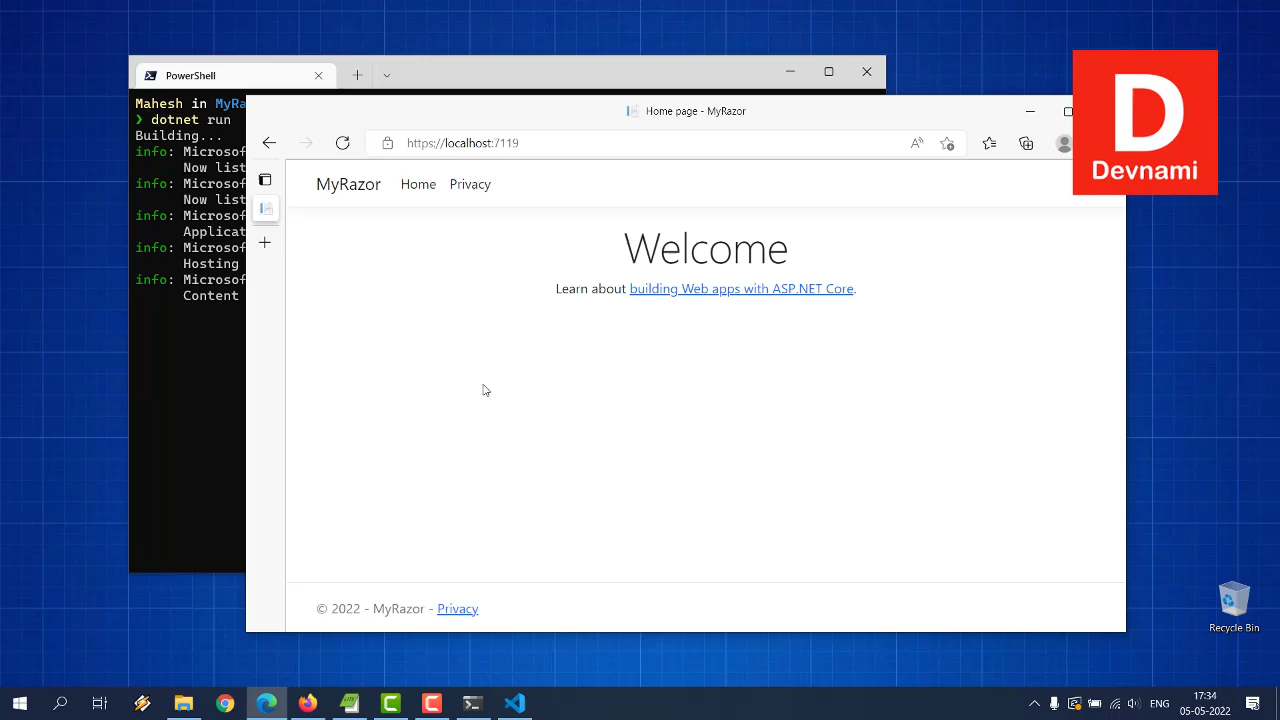 PowerShell
Mahesh in MyRa
❯ dotnet run
Building...
info: Microsof
Now list
info: Microsof
Now list
info: Microsof
Applicat
info: Microsof
Hosting
info: Microsof
Content
Home page - MyRazor
https://localhost:7119
MyRazor Home Privacy
Welcome
Learn about building Web apps with ASP.NET Core.
© 2022 - MyRazor - Privacy
D
Devnami
Recycle Bin
ENG
17:34
05-05-2022